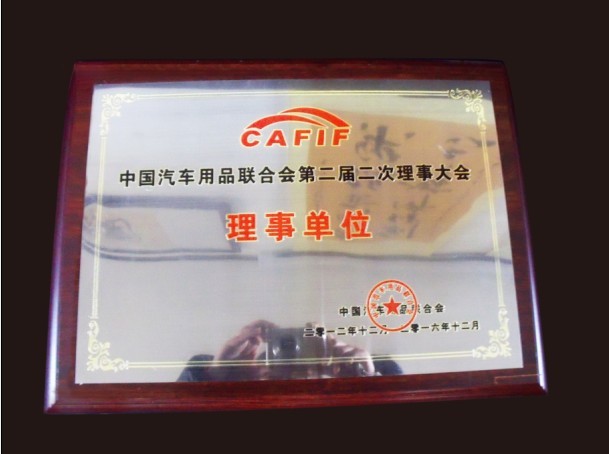 CAFIF
中国汽车用品联合会第二届二次理事大会
理事单位
中国汽车用品联合会
二零一二年十二月 二零一六年十二月